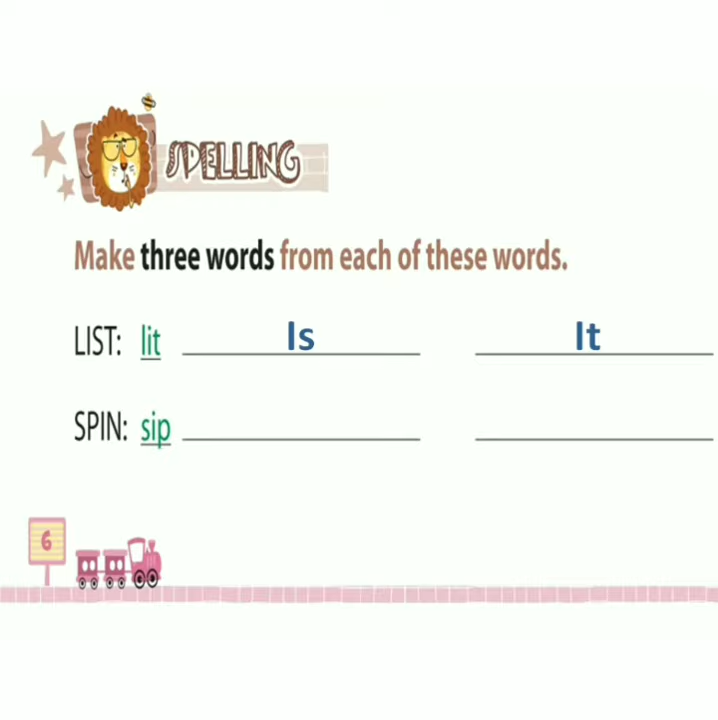 SPELLING
Make three words from each of these words.
LIST: lit Is It
SPIN: sip
6